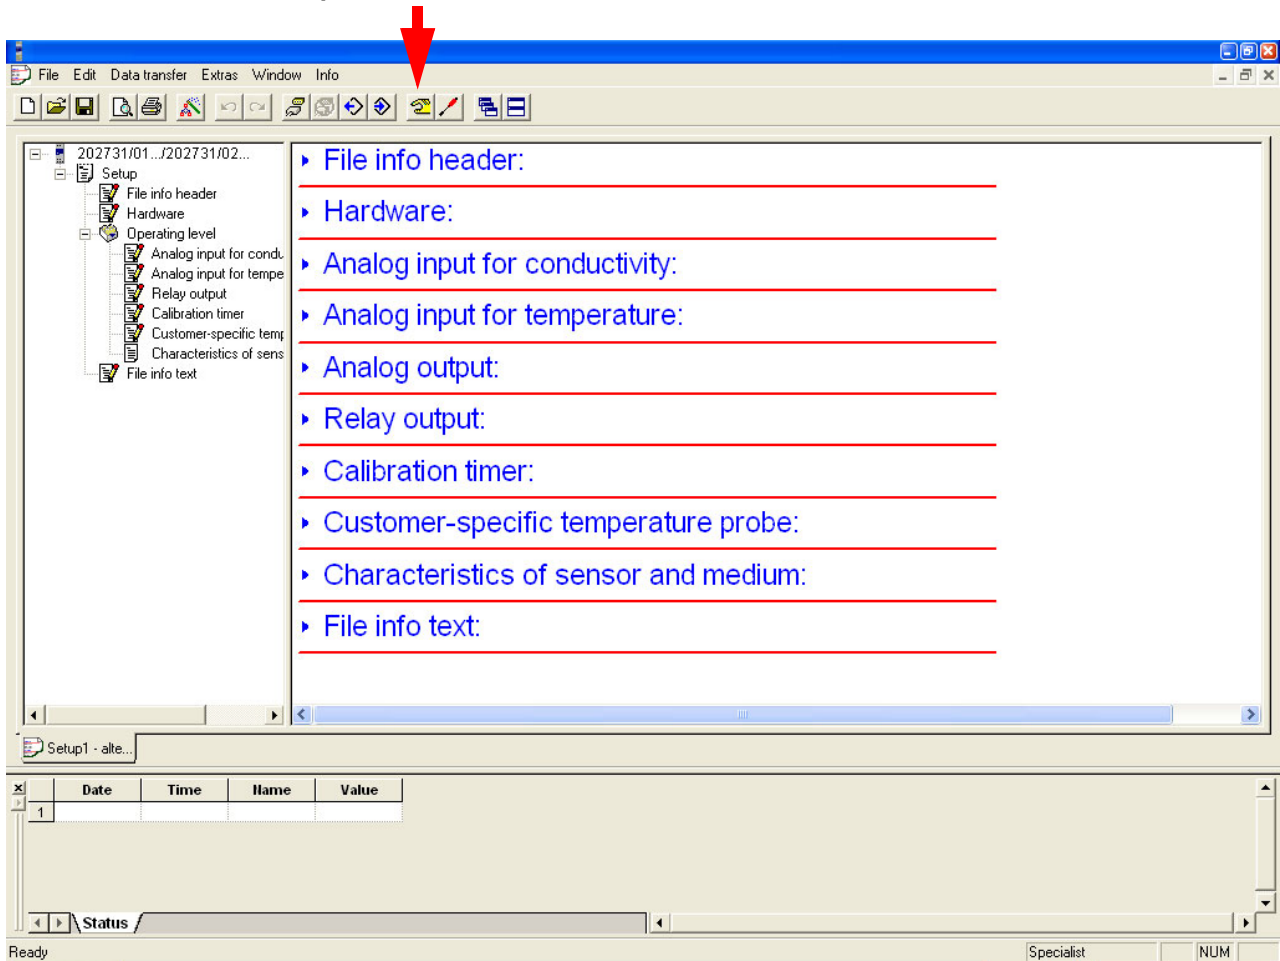 File Edit Data transfer Extras Window Info
202731/01.../202731/02...
Setup
File info header
Hardware
Operating level
Analog input for condu
Analog input for tempe
Relay output
Calibration timer
Customer-specific temp
Characteristics of sens
File info text
File info header:
Hardware:
Analog input for conductivity:
Analog input for temperature:
Analog output:
Relay output:
Calibration timer:
Customer-specific temperature probe:
Characteristics of sensor and medium:
File info text:
Setup1 - alte...
Date Time Name Value
1
Status
Ready Specialist NUM